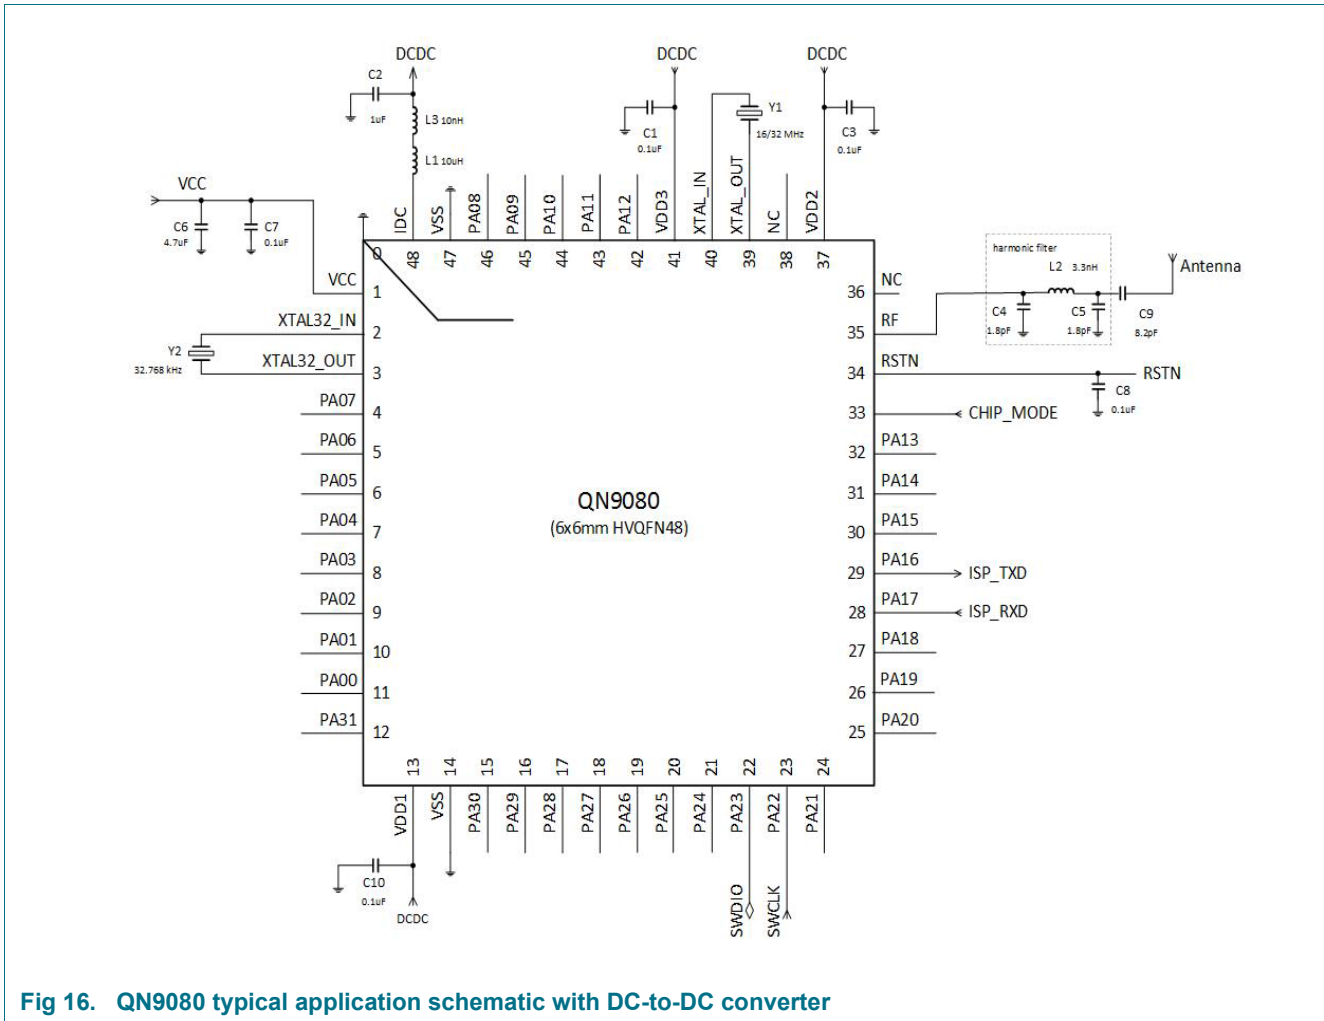 DCDC
DCDC
DCDC
C2
1uF
L3 10nH
L1 10uH
C1
0.1uF
Y1
16/32 MHz
C3
0.1uF
VCC
C6
4.7uF
C7
0.1uF
IDC
VSS
PA08
PA09
PA10
PA11
PA12
VDD3
XTAL_IN
XTAL_OUT
NC
VDD2
0
48
47
46
45
44
43
42
41
40
39
38
37
VCC
1
XTAL32_IN
2
XTAL32_OUT
3
Y2
32.768 kHz
PA07
4
PA06
5
PA05
6
PA04
7
PA03
8
PA02
9
PA01
10
PA00
11
PA31
12
QN9080
(6x6mm HVQFN48)
36
NC
35
RF
harmonic filter
L2 3.3nH
C4
1.8pF
C5
1.8pF
C9
8.2pF
Antenna
34
RSTN
RSTN
C8
0.1uF
33
CHIP_MODE
32
PA13
31
PA14
30
PA15
29
PA16
ISP_TXD
28
PA17
ISP_RXD
27
PA18
26
PA19
25
PA20
13
14
15
16
17
18
19
20
21
22
23
24
VDD1
VSS
PA30
PA29
PA28
PA27
PA26
PA25
PA24
PA23
PA22
PA21
C10
0.1uF
DCDC
SWDIO
SWCLK
Fig 16. QN9080 typical application schematic with DC-to-DC converter